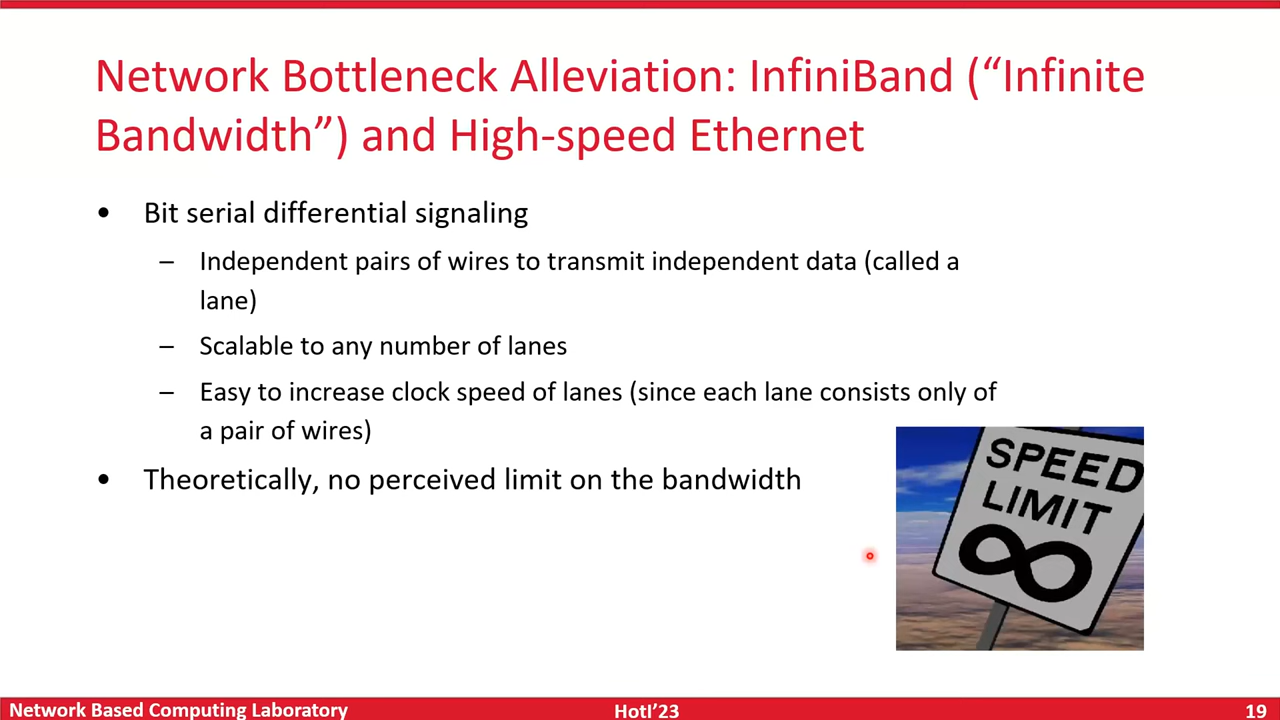 Network Bottleneck Alleviation: InfiniBand (“Infinite
Bandwidth”) and High-speed Ethernet
• Bit serial differential signaling
– Independent pairs of wires to transmit independent data (called a
lane)
– Scalable to any number of lanes
– Easy to increase clock speed of lanes (since each lane consists only of
a pair of wires)
• Theoretically, no perceived limit on the bandwidth
SPEED
LIMIT
∞
Network Based Computing Laboratory
HotI’23
19